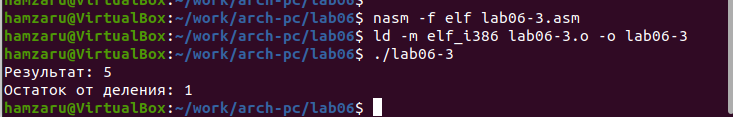 hamzaru@VirtualBox:~/work/arch-pc/lab06$ nasm -f elf lab06-3.asm
hamzaru@VirtualBox:~/work/arch-pc/lab06$ ld -m elf_i386 lab06-3.o -o lab06-3
hamzaru@VirtualBox:~/work/arch-pc/lab06$ ./lab06-3
Результат: 5
Остаток от деления: 1
hamzaru@VirtualBox:~/work/arch-pc/lab06$